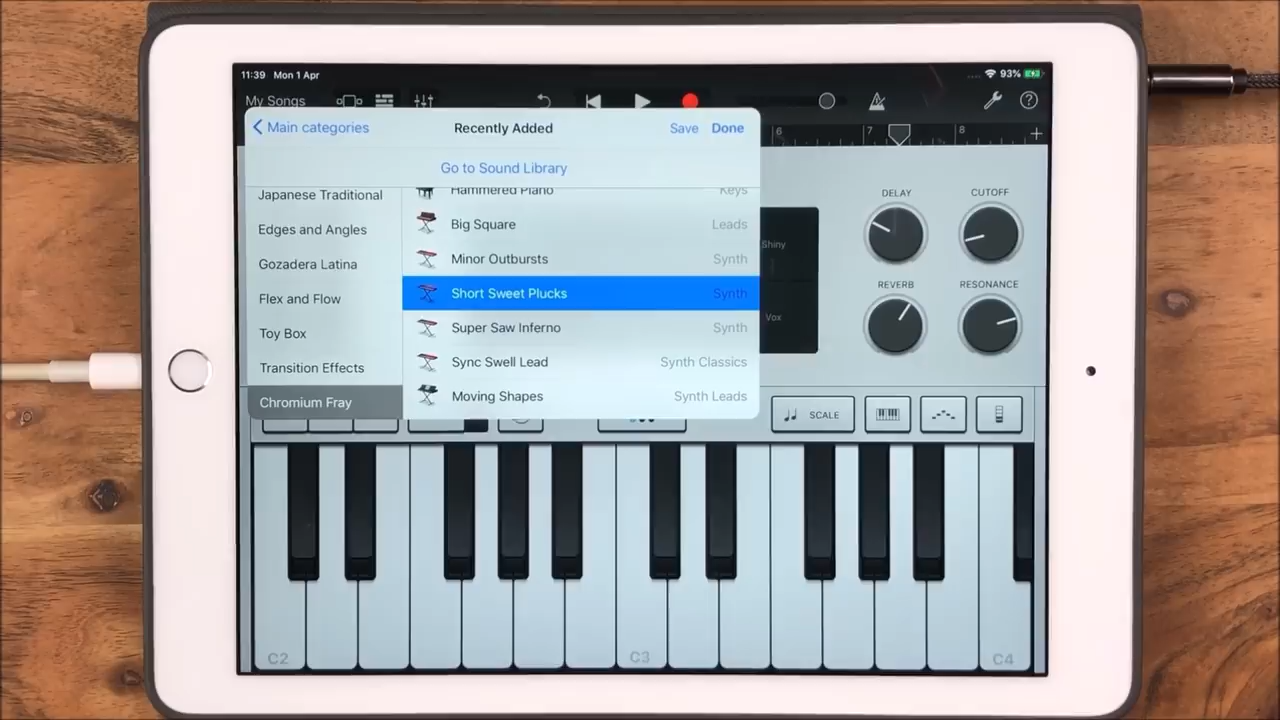 11:39 Mon 1 Apr
93%
My Songs
Main categories
Recently Added
Save
Done
6
7
8
Go to Sound Library
Japanese Traditional
Edges and Angles
Gozadera Latina
Flex and Flow
Toy Box
Transition Effects
Chromium Fray
Hammered Piano Keys
Big Square Leads
Minor Outbursts Synth
Short Sweet Plucks Synth
Super Saw Inferno Synth
Sync Swell Lead Synth Classics
Moving Shapes Synth Leads
Shiny
Vox
DELAY
CUTOFF
REVERB
RESONANCE
SCALE
C2
C3
C4